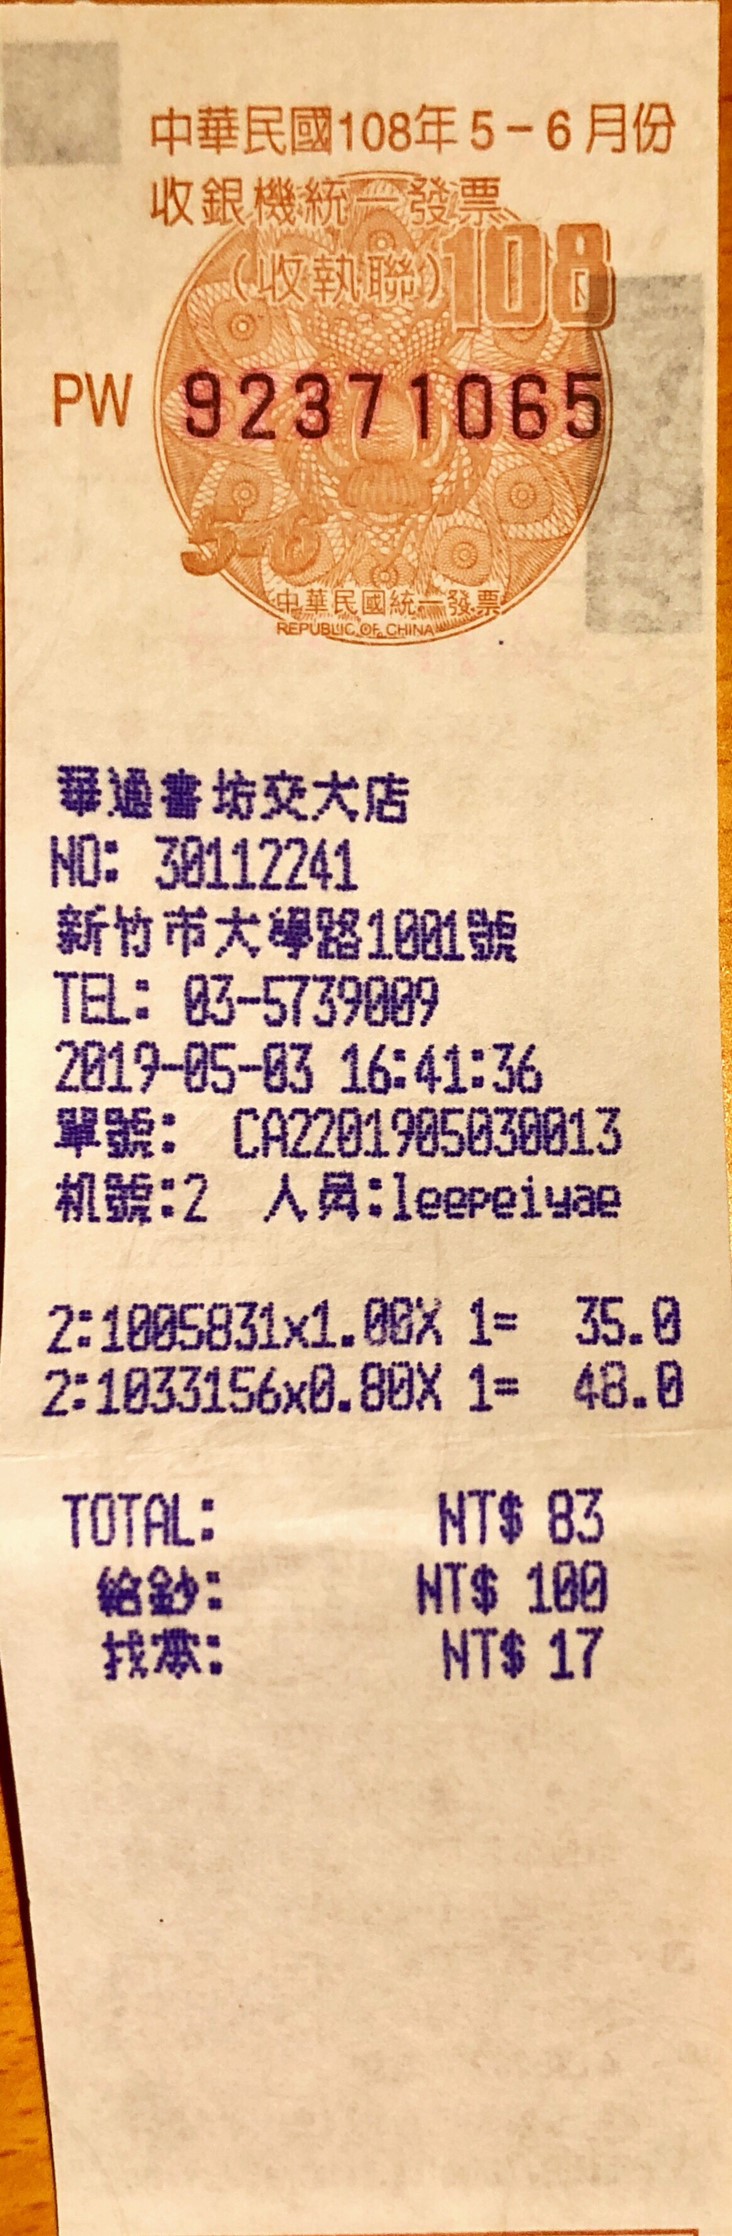 中華民國108年5-6月份
收銀機統一發票
(收執聯)
108
PW 92371065
5-6
中華民國統一發票
REPUBLIC OF CHINA
華通書坊交大店
NO: 30112241
新竹市大學路1001號
TEL: 03-5739009
2019-05-03 16:41:36
單號: CA2201905030013
机號:2 人員:leepeiyae
2:1005831x1.00X 1= 35.0
2:1033156x0.80X 1= 48.0
TOTAL: NT$ 83
給鈔: NT$ 100
找零: NT$ 17